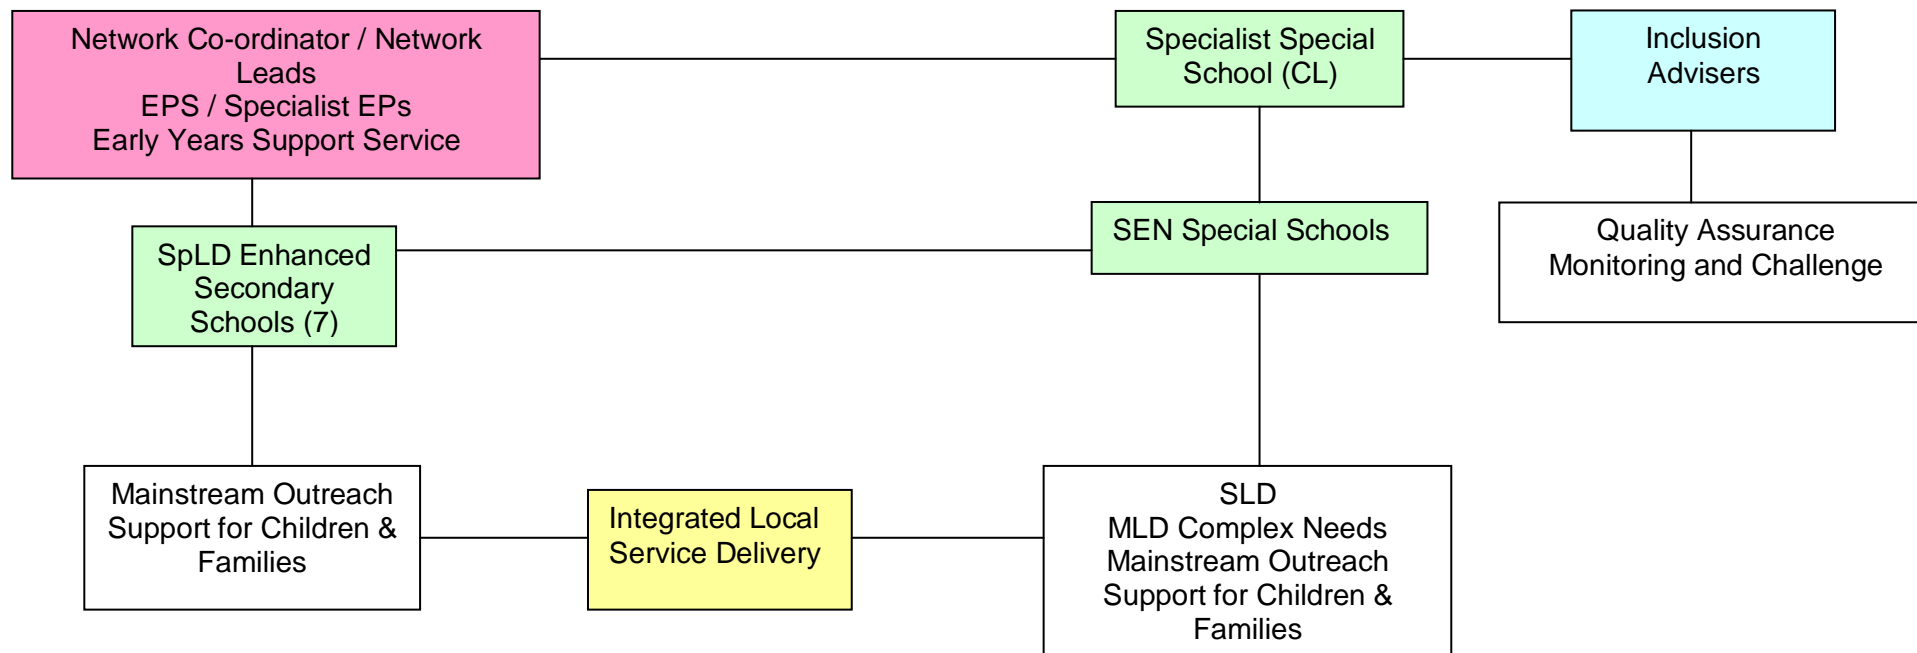 Network Co-ordinator / Network
Leads
EPS / Specialist EPs
Early Years Support Service
Specialist Special
School (CL)
Inclusion
Advisers
SpLD Enhanced
Secondary
Schools (7)
SEN Special Schools
Quality Assurance
Monitoring and Challenge
Mainstream Outreach
Support for Children &
Families
Integrated Local
Service Delivery
SLD
MLD Complex Needs
Mainstream Outreach
Support for Children &
Families